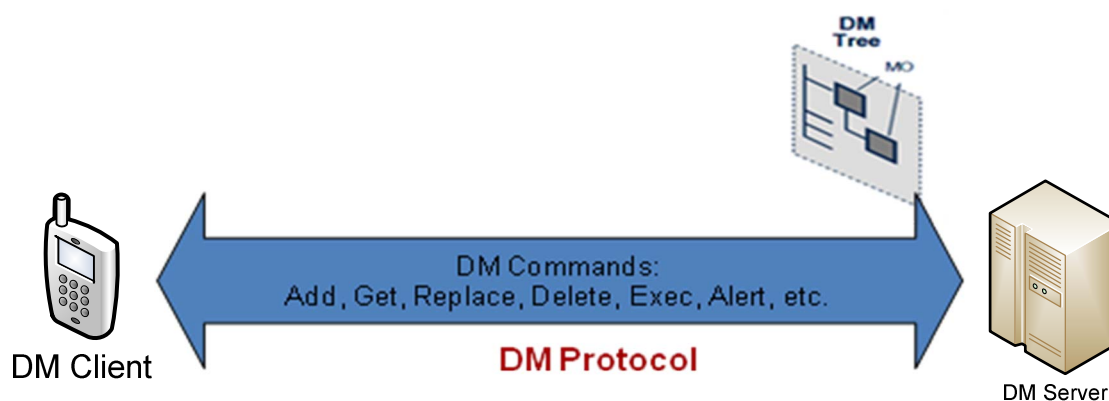 DM
Tree
MO
DM Commands:
Add, Get, Replace, Delete, Exec, Alert, etc.
DM Protocol
DM Client
DM Server